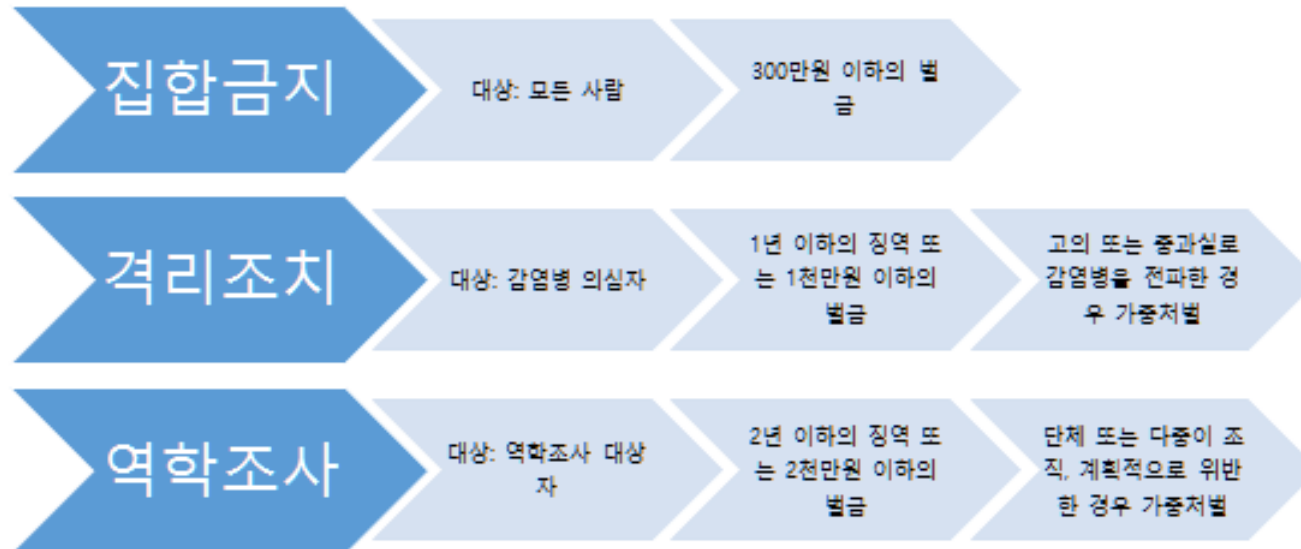 집합금지
대상: 모든 사람
300만원 이하의 벌
금
격리조치
대상: 감염병 의심자
1년 이하의 징역 또
는 1천만원 이하의
벌금
고의 또는 중과실로
감염병을 전파한 경
우 가중처벌
역학조사
대상: 역학조사 대상
자
2년 이하의 징역 또
는 2천만원 이하의
벌금
단체 또는 다중이 조
직, 계획적으로 위반
한 경우 가중처벌